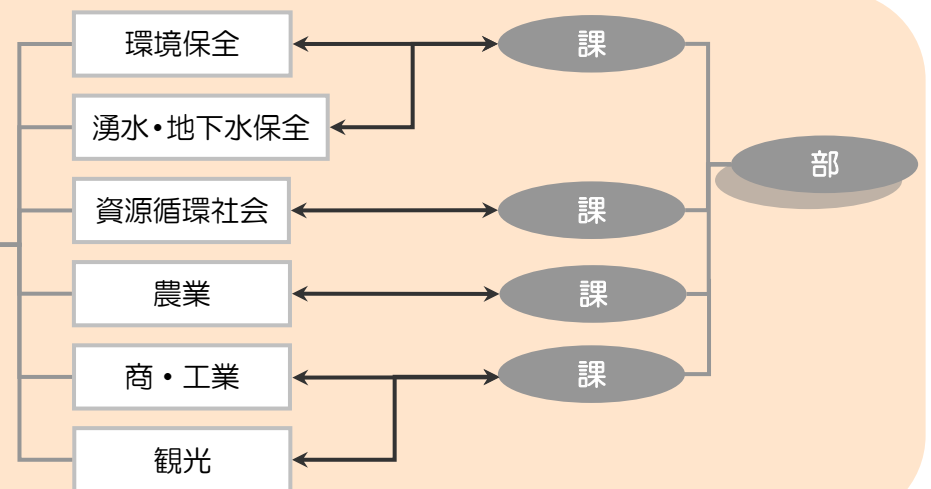 環境保全
課
湧水・地下水保全
部
資源循環社会
課
農業
課
商・工業
課
観光